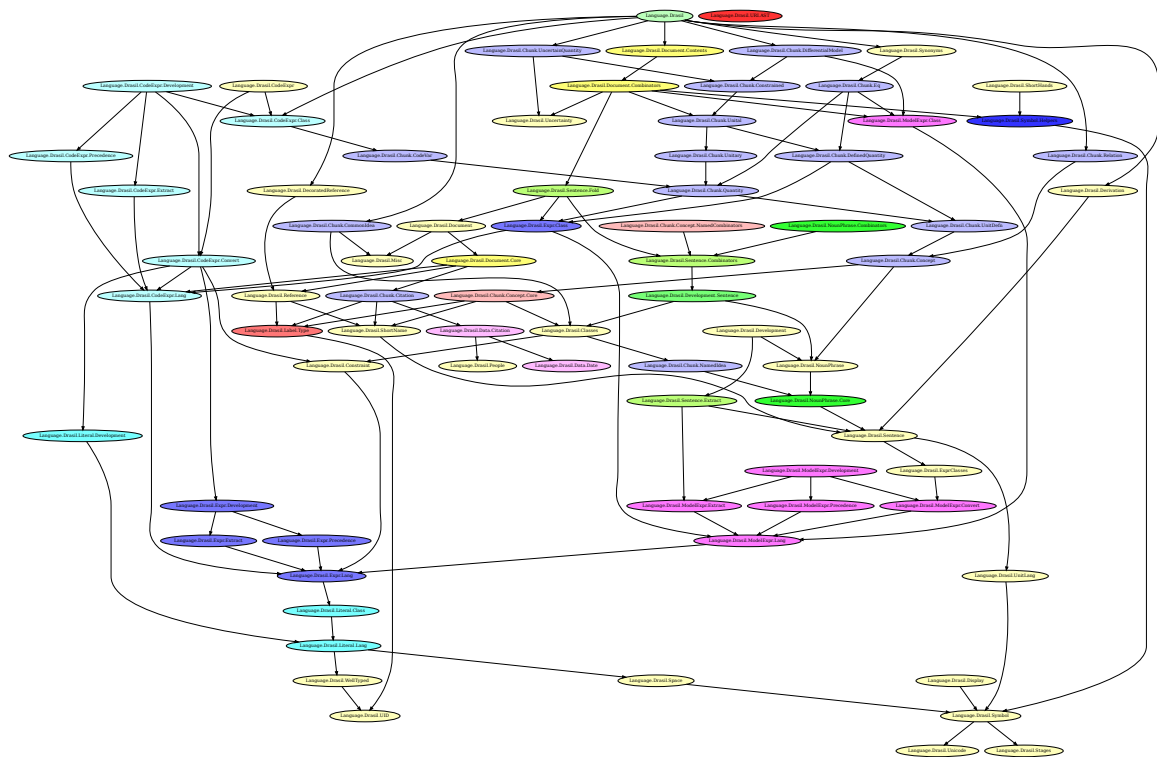 Language.Drasil
Language.Drasil.URI.AST
Language.Drasil.Chunk.UncertainQuantity
Language.Drasil.Document.Contents
Language.Drasil.Chunk.DifferentialModel
Language.Drasil.Synonyms
Language.Drasil.CodeExpr.Development
Language.Drasil.CodeExpr
Language.Drasil.Document.Combinators
Language.Drasil.Chunk.Constrained
Language.Drasil.Chunk.Eq
Language.Drasil.ShortHands
Language.Drasil.CodeExpr.Class
Language.Drasil.Uncertainty
Language.Drasil.Chunk.Unital
Language.Drasil.ModelExpr.Class
Language.Drasil.Symbol.Helpers
Language.Drasil.CodeExpr.Precedence
Language.Drasil.Chunk.CodeVar
Language.Drasil.Chunk.Unitary
Language.Drasil.Chunk.DefinedQuantity
Language.Drasil.Chunk.Relation
Language.Drasil.CodeExpr.Extract
Language.Drasil.DecoratedReference
Language.Drasil.Sentence.Fold
Language.Drasil.Chunk.Quantity
Language.Drasil.Derivation
Language.Drasil.Chunk.CommonIdea
Language.Drasil.Document
Language.Drasil.Expr.Class
Language.Drasil.Chunk.Concept.NamedCombinators
Language.Drasil.NounPhrase.Combinators
Language.Drasil.Chunk.UnitDefn
Language.Drasil.CodeExpr.Convert
Language.Drasil.Misc
Language.Drasil.Document.Core
Language.Drasil.Sentence.Combinators
Language.Drasil.Chunk.Concept
Language.Drasil.CodeExpr.Lang
Language.Drasil.Reference
Language.Drasil.Chunk.Citation
Language.Drasil.Chunk.Concept.Core
Language.Drasil.Development.Sentence
Language.Drasil.Label.Type
Language.Drasil.ShortName
Language.Drasil.Data.Citation
Language.Drasil.Classes
Language.Drasil.Development
Language.Drasil.Constraint
Language.Drasil.People
Language.Drasil.Data.Date
Language.Drasil.Chunk.NamedIdea
Language.Drasil.NounPhrase
Language.Drasil.Sentence.Extract
Language.Drasil.NounPhrase.Core
Language.Drasil.Literal.Development
Language.Drasil.Sentence
Language.Drasil.ModelExpr.Development
Language.Drasil.ExprClasses
Language.Drasil.Expr.Development
Language.Drasil.ModelExpr.Extract
Language.Drasil.ModelExpr.Precedence
Language.Drasil.ModelExpr.Convert
Language.Drasil.Expr.Extract
Language.Drasil.Expr.Precedence
Language.Drasil.ModelExpr.Lang
Language.Drasil.Expr.Lang
Language.Drasil.UnitLang
Language.Drasil.Literal.Class
Language.Drasil.Literal.Lang
Language.Drasil.WellTyped
Language.Drasil.Space
Language.Drasil.Display
Language.Drasil.UID
Language.Drasil.Symbol
Language.Drasil.Unicode
Language.Drasil.Stages